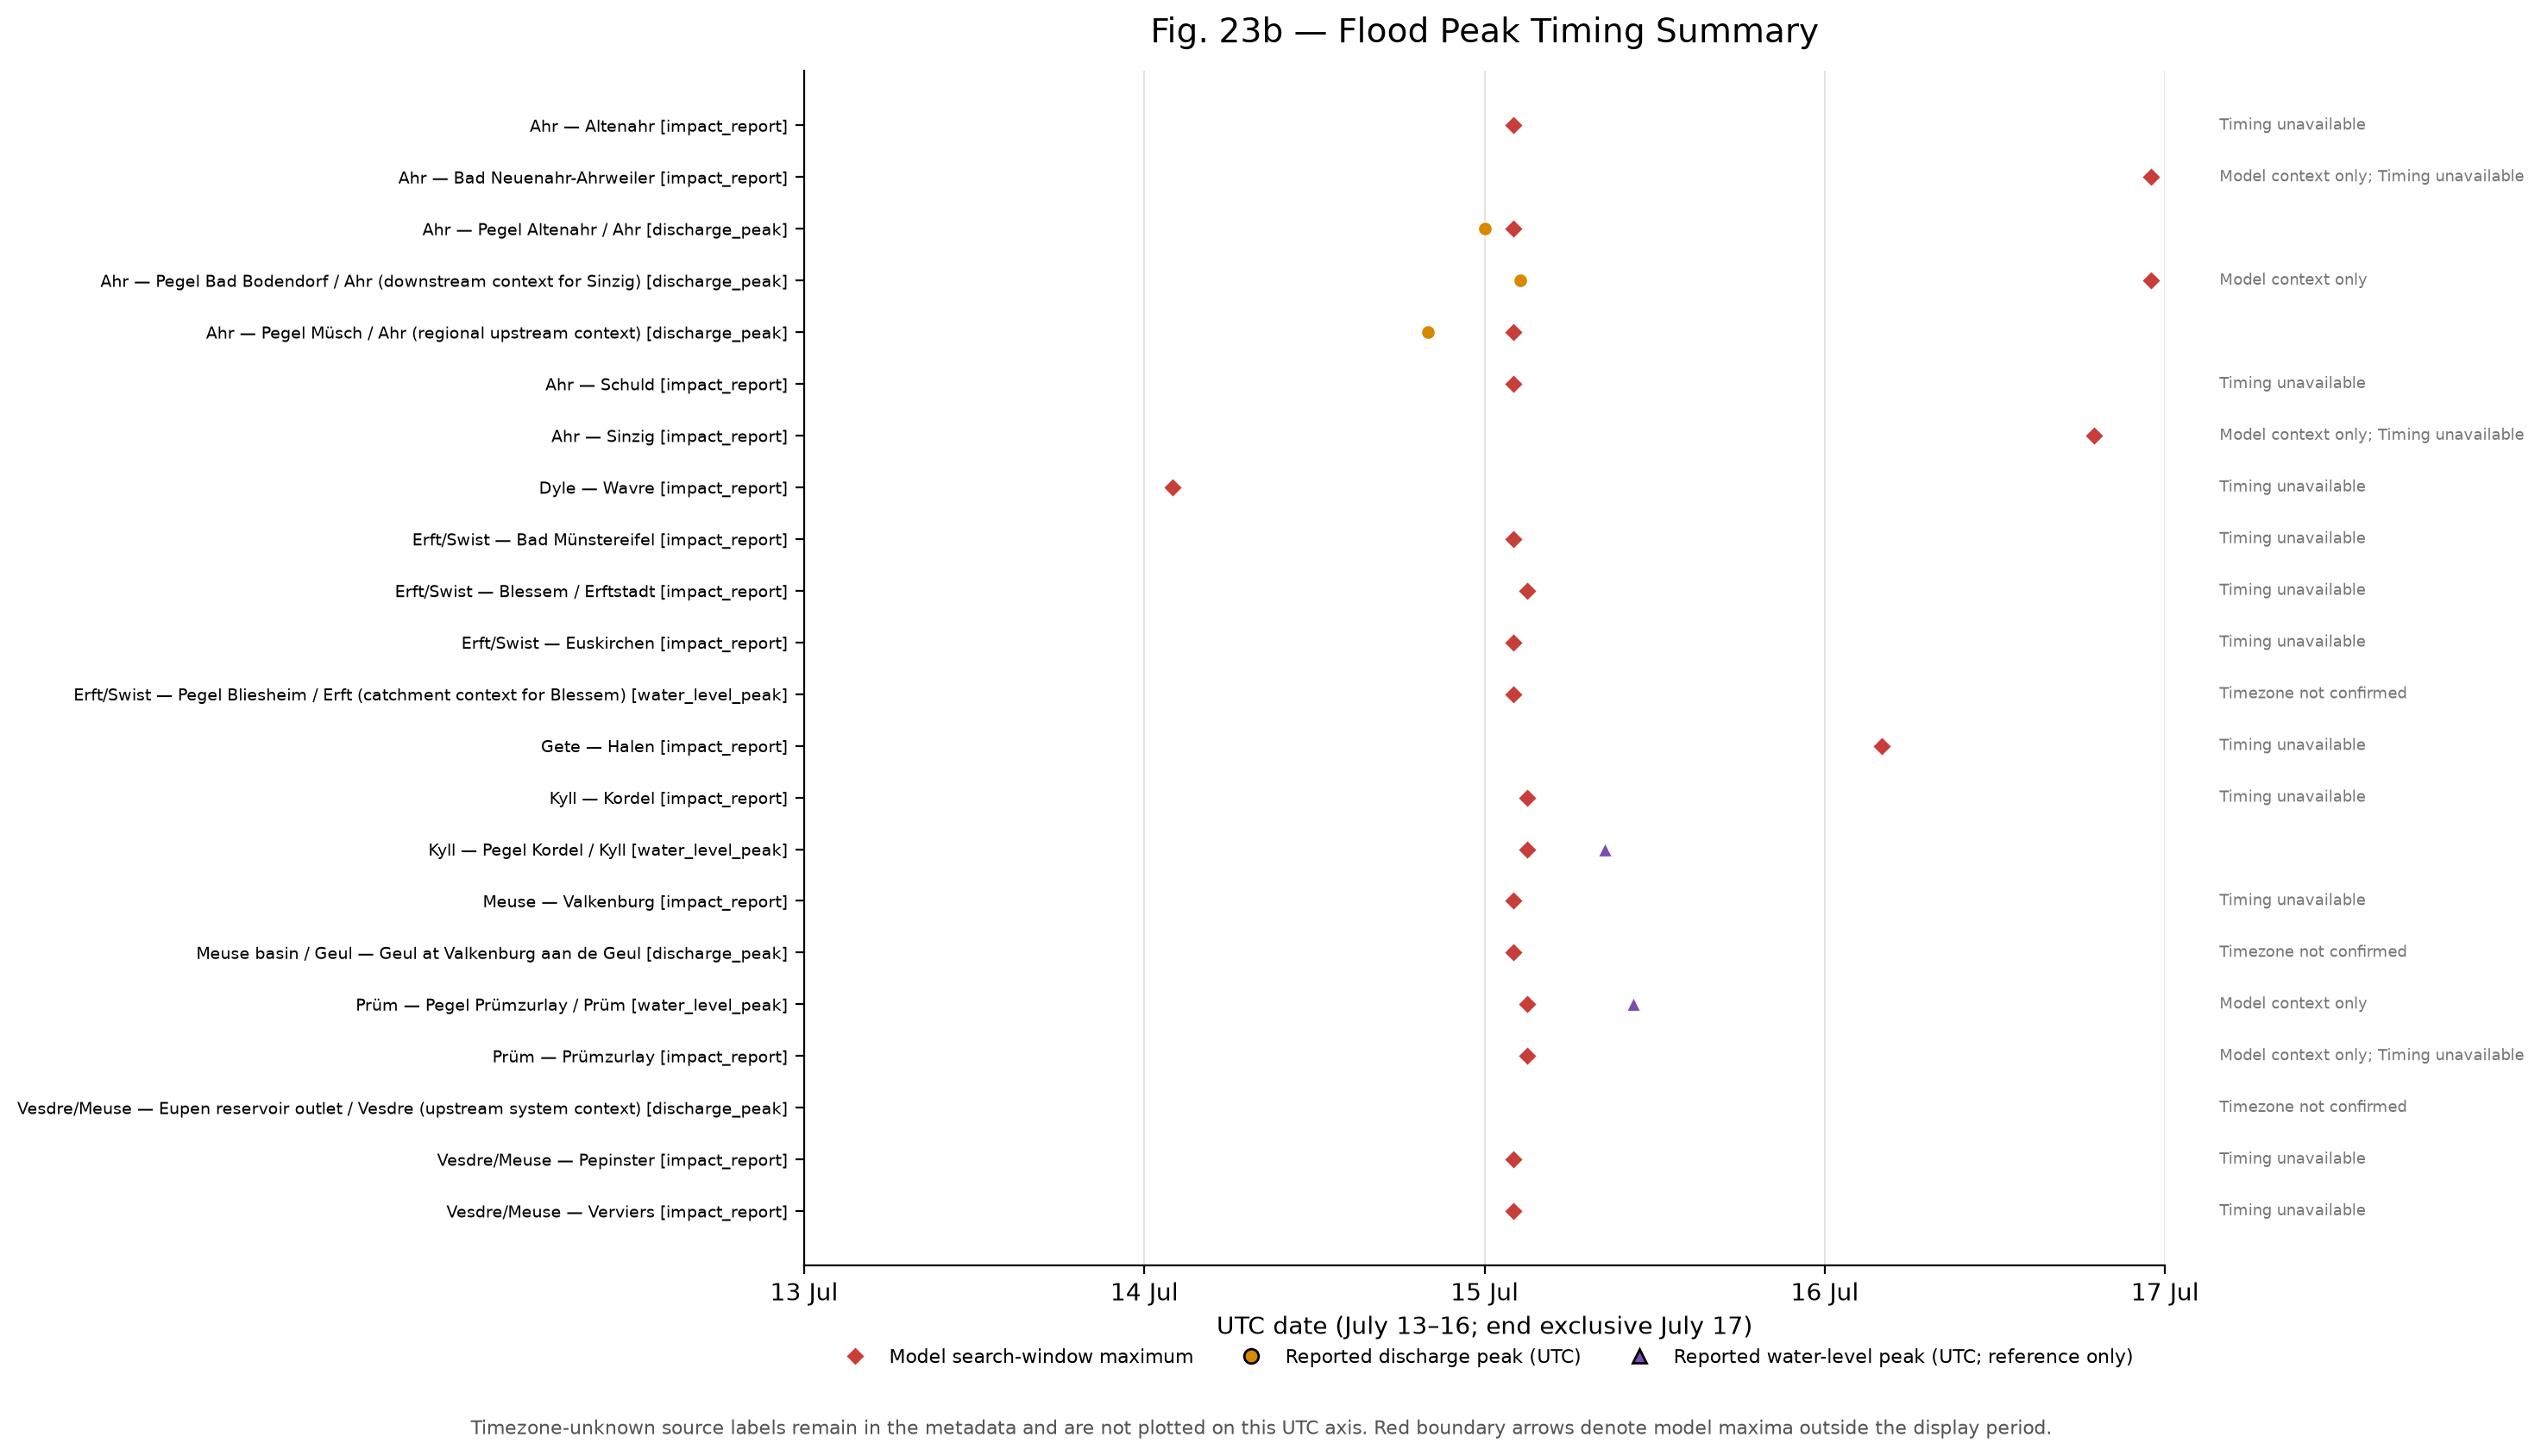 Fig. 23b — Flood Peak Timing Summary
Ahr — Altenahr [impact_report]
Timing unavailable
Ahr — Bad Neuenahr-Ahrweiler [impact_report]
Model context only; Timing unavailable
Ahr — Pegel Altenahr / Ahr [discharge_peak]
Ahr — Pegel Bad Bodendorf / Ahr (downstream context for Sinzig) [discharge_peak]
Model context only
Ahr — Pegel Müsch / Ahr (regional upstream context) [discharge_peak]
Ahr — Schuld [impact_report]
Timing unavailable
Ahr — Sinzig [impact_report]
Model context only; Timing unavailable
Dyle — Wavre [impact_report]
Timing unavailable
Erft/Swist — Bad Münstereifel [impact_report]
Timing unavailable
Erft/Swist — Blessem / Erftstadt [impact_report]
Timing unavailable
Erft/Swist — Euskirchen [impact_report]
Timing unavailable
Erft/Swist — Pegel Bliesheim / Erft (catchment context for Blessem) [water_level_peak]
Timezone not confirmed
Gete — Halen [impact_report]
Timing unavailable
Kyll — Kordel [impact_report]
Timing unavailable
Kyll — Pegel Kordel / Kyll [water_level_peak]
Meuse — Valkenburg [impact_report]
Timing unavailable
Meuse basin / Geul — Geul at Valkenburg aan de Geul [discharge_peak]
Timezone not confirmed
Prüm — Pegel Prümzurlay / Prüm [water_level_peak]
Model context only
Prüm — Prümzurlay [impact_report]
Model context only; Timing unavailable
Vesdre/Meuse — Eupen reservoir outlet / Vesdre (upstream system context) [discharge_peak]
Timezone not confirmed
Vesdre/Meuse — Pepinster [impact_report]
Timing unavailable
Vesdre/Meuse — Verviers [impact_report]
Timing unavailable
13 Jul 14 Jul 15 Jul 16 Jul 17 Jul
UTC date (July 13–16; end exclusive July 17)
Model search-window maximum Reported discharge peak (UTC) Reported water-level peak (UTC; reference only)
Timezone-unknown source labels remain in the metadata and are not plotted on this UTC axis. Red boundary arrows denote model maxima outside the display period.